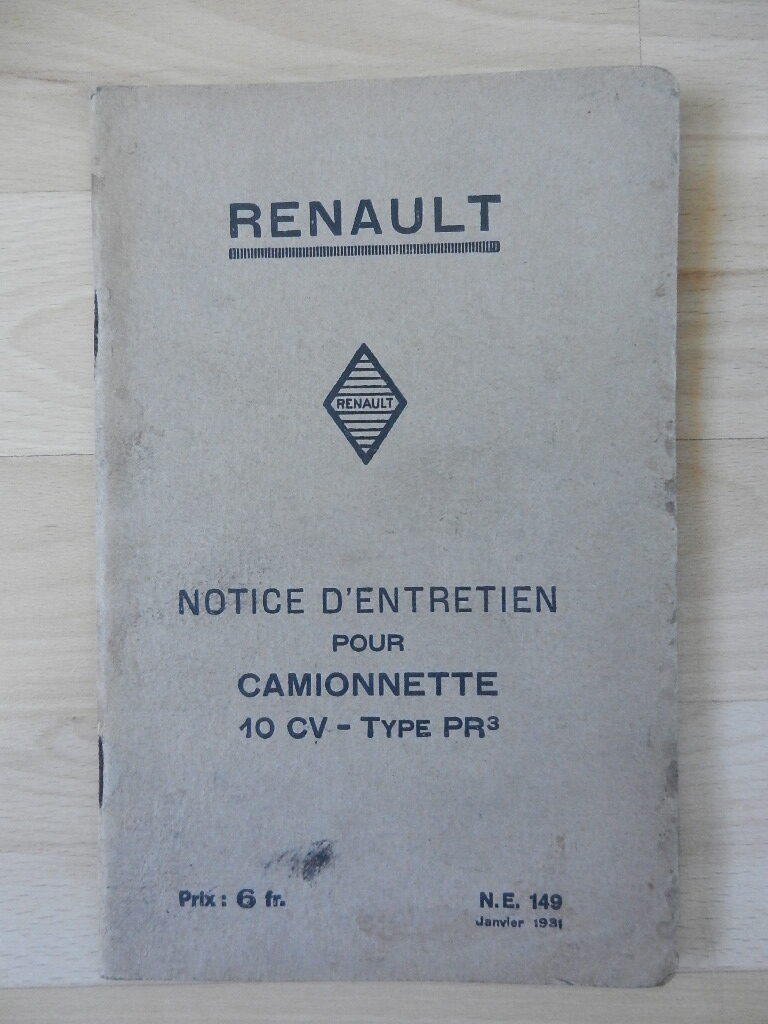 RENAULT
RENAULT
NOTICE D'ENTRETIEN
POUR
CAMIONNETTE
10 CV - TYPE PR³
Prix : 6 fr.
N.E. 149
Janvier 1931